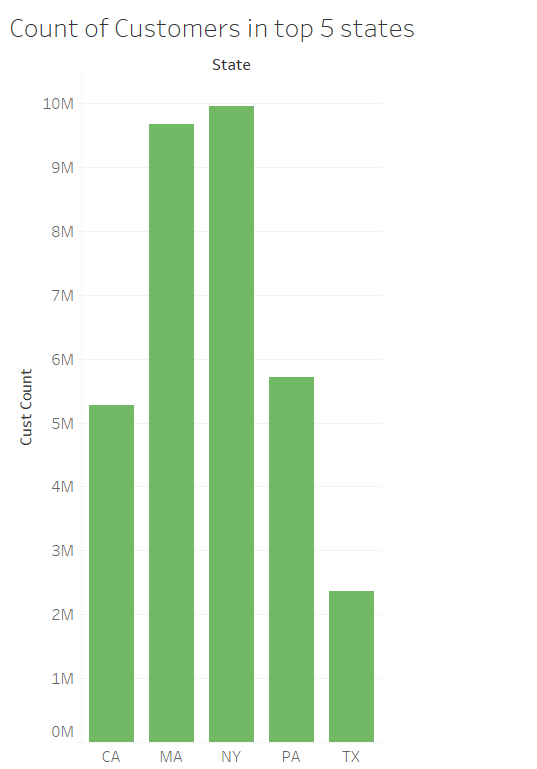 Count of Customers in top 5 states
State
10M
9M
8M
7M
6M
5M
4M
3M
2M
1M
0M
Cust Count
CA MA NY PA TX